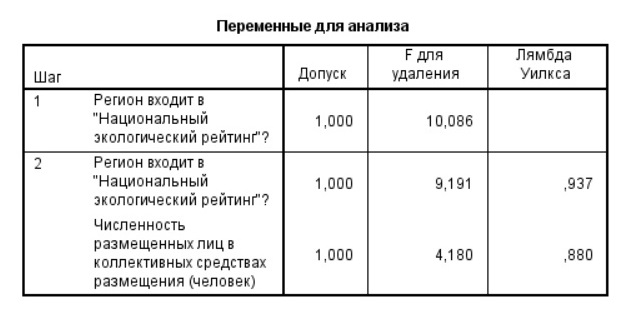 Переменные для анализа
Шаг
Допуск
F для
удаления
Лямбда
Уилкса
1
Регион входит в
"Национальный
экологический рейтинг"?
1,000
10,086
2
Регион входит в
"Национальный
экологический рейтинг"?
1,000
9,191
,937
Численность
размещенных лиц в
коллективных средствах
размещения (человек)
1,000
4,180
,880